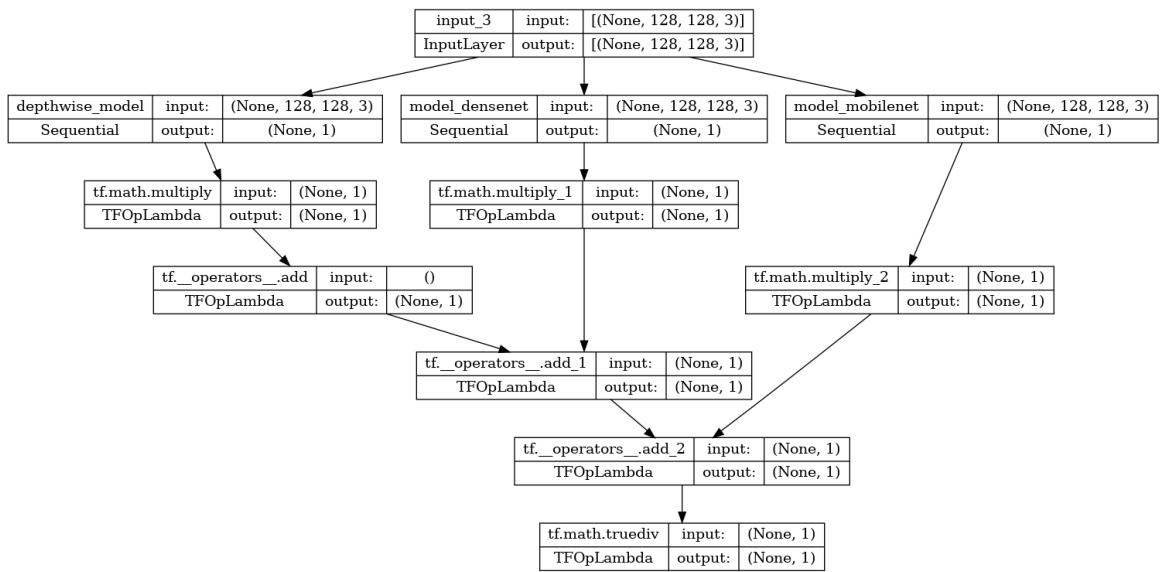 input_3 input: [(None, 128, 128, 3)]
InputLayer output: [(None, 128, 128, 3)]
depthwise_model input: (None, 128, 128, 3)
Sequential output: (None, 1)
model_densenet input: (None, 128, 128, 3)
Sequential output: (None, 1)
model_mobilenet input: (None, 128, 128, 3)
Sequential output: (None, 1)
tf.math.multiply input: (None, 1)
TFOpLambda output: (None, 1)
tf.math.multiply_1 input: (None, 1)
TFOpLambda output: (None, 1)
tf.__operators__.add input: ()
TFOpLambda output: (None, 1)
tf.math.multiply_2 input: (None, 1)
TFOpLambda output: (None, 1)
tf.__operators__.add_1 input: (None, 1)
TFOpLambda output: (None, 1)
tf.__operators__.add_2 input: (None, 1)
TFOpLambda output: (None, 1)
tf.math.truediv input: (None, 1)
TFOpLambda output: (None, 1)